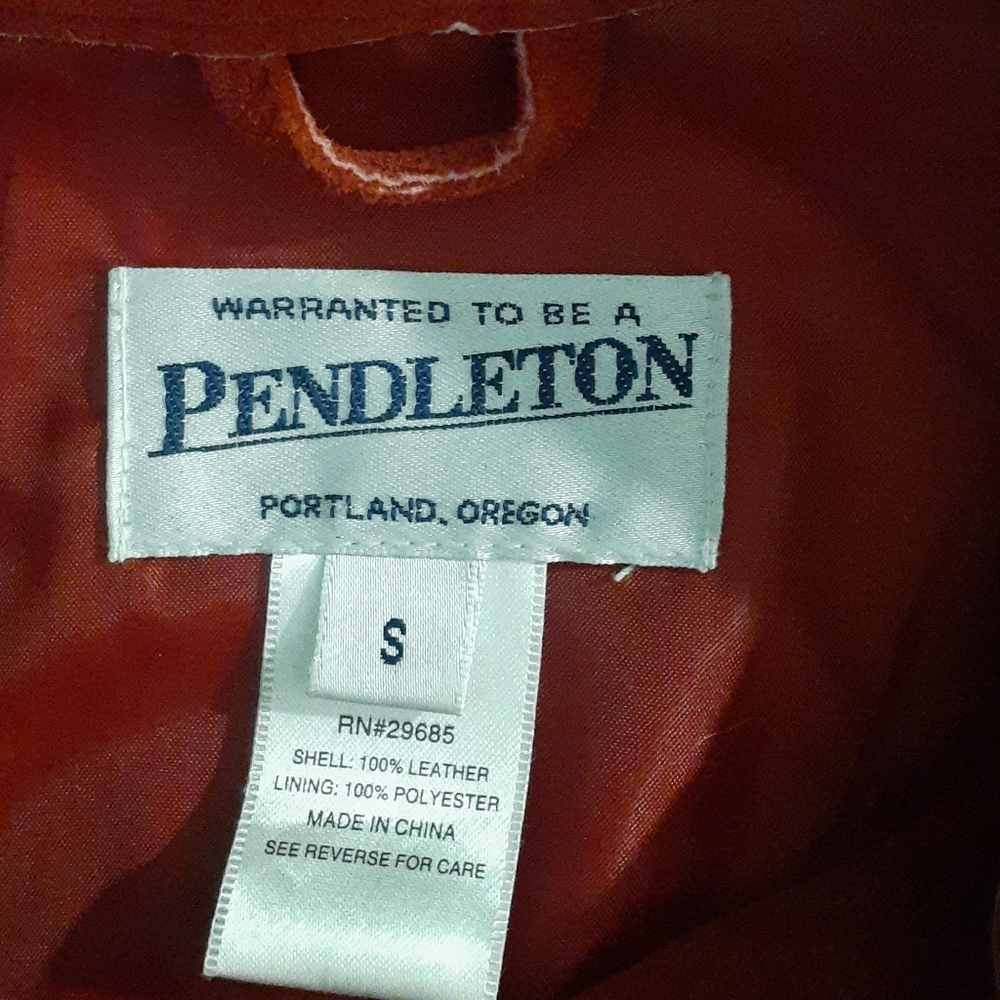 WARRANTED TO BE A
PENDLETON
PORTLAND, OREGON
S
RN#29685
SHELL: 100% LEATHER
LINING: 100% POLYESTER
MADE IN CHINA
SEE REVERSE FOR CARE